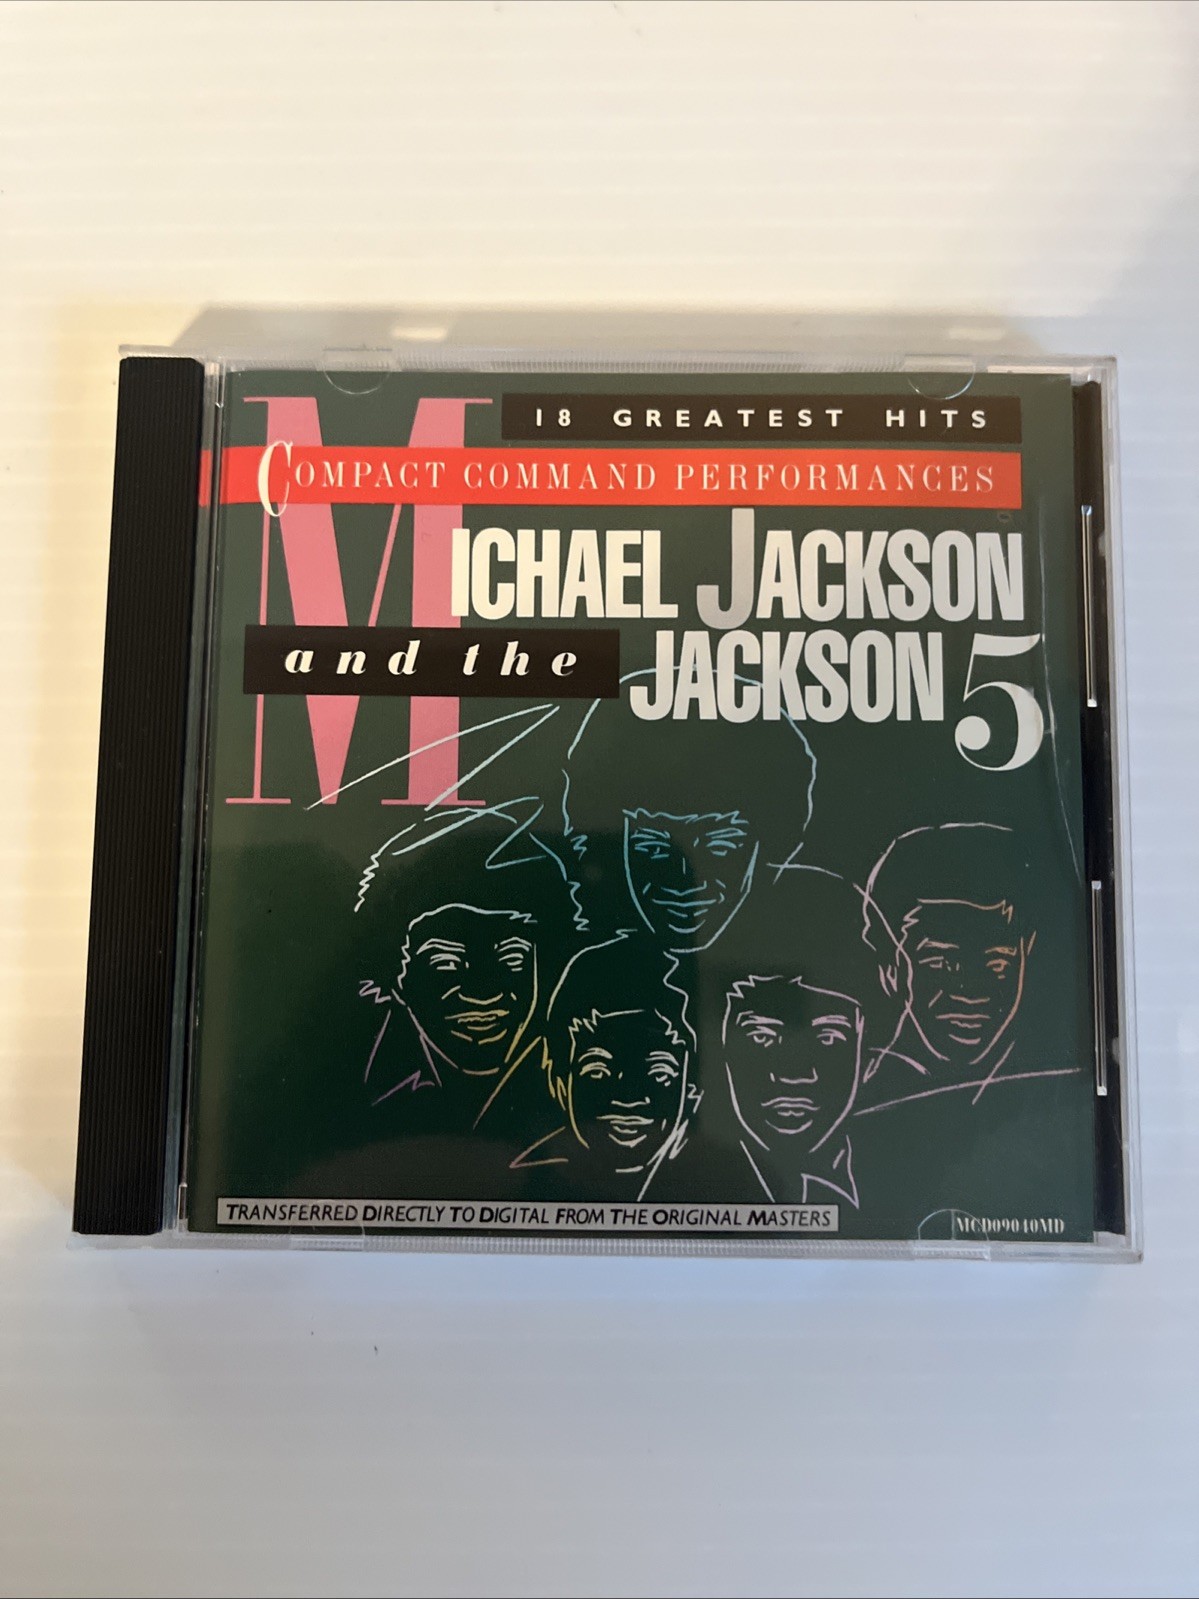 18 GREATEST HITS
COMPACT COMMAND PERFORMANCES
MICHAEL JACKSON
and the
JACKSON 5
TRANSFERRED DIRECTLY TO DIGITAL FROM THE ORIGINAL MASTERS
MCD09040MD